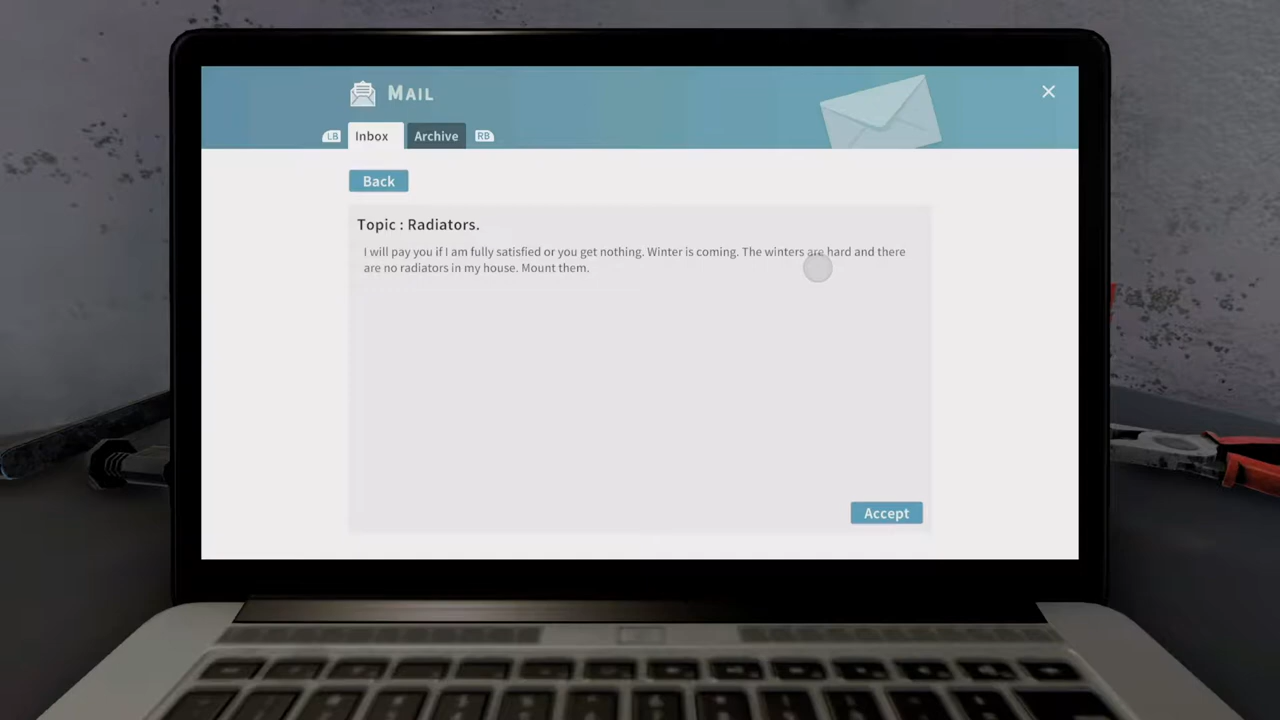 MAIL
LB Inbox Archive RB
Back
Topic : Radiators.
I will pay you if I am fully satisfied or you get nothing. Winter is coming. The winters are hard and there
are no radiators in my house. Mount them.
Accept